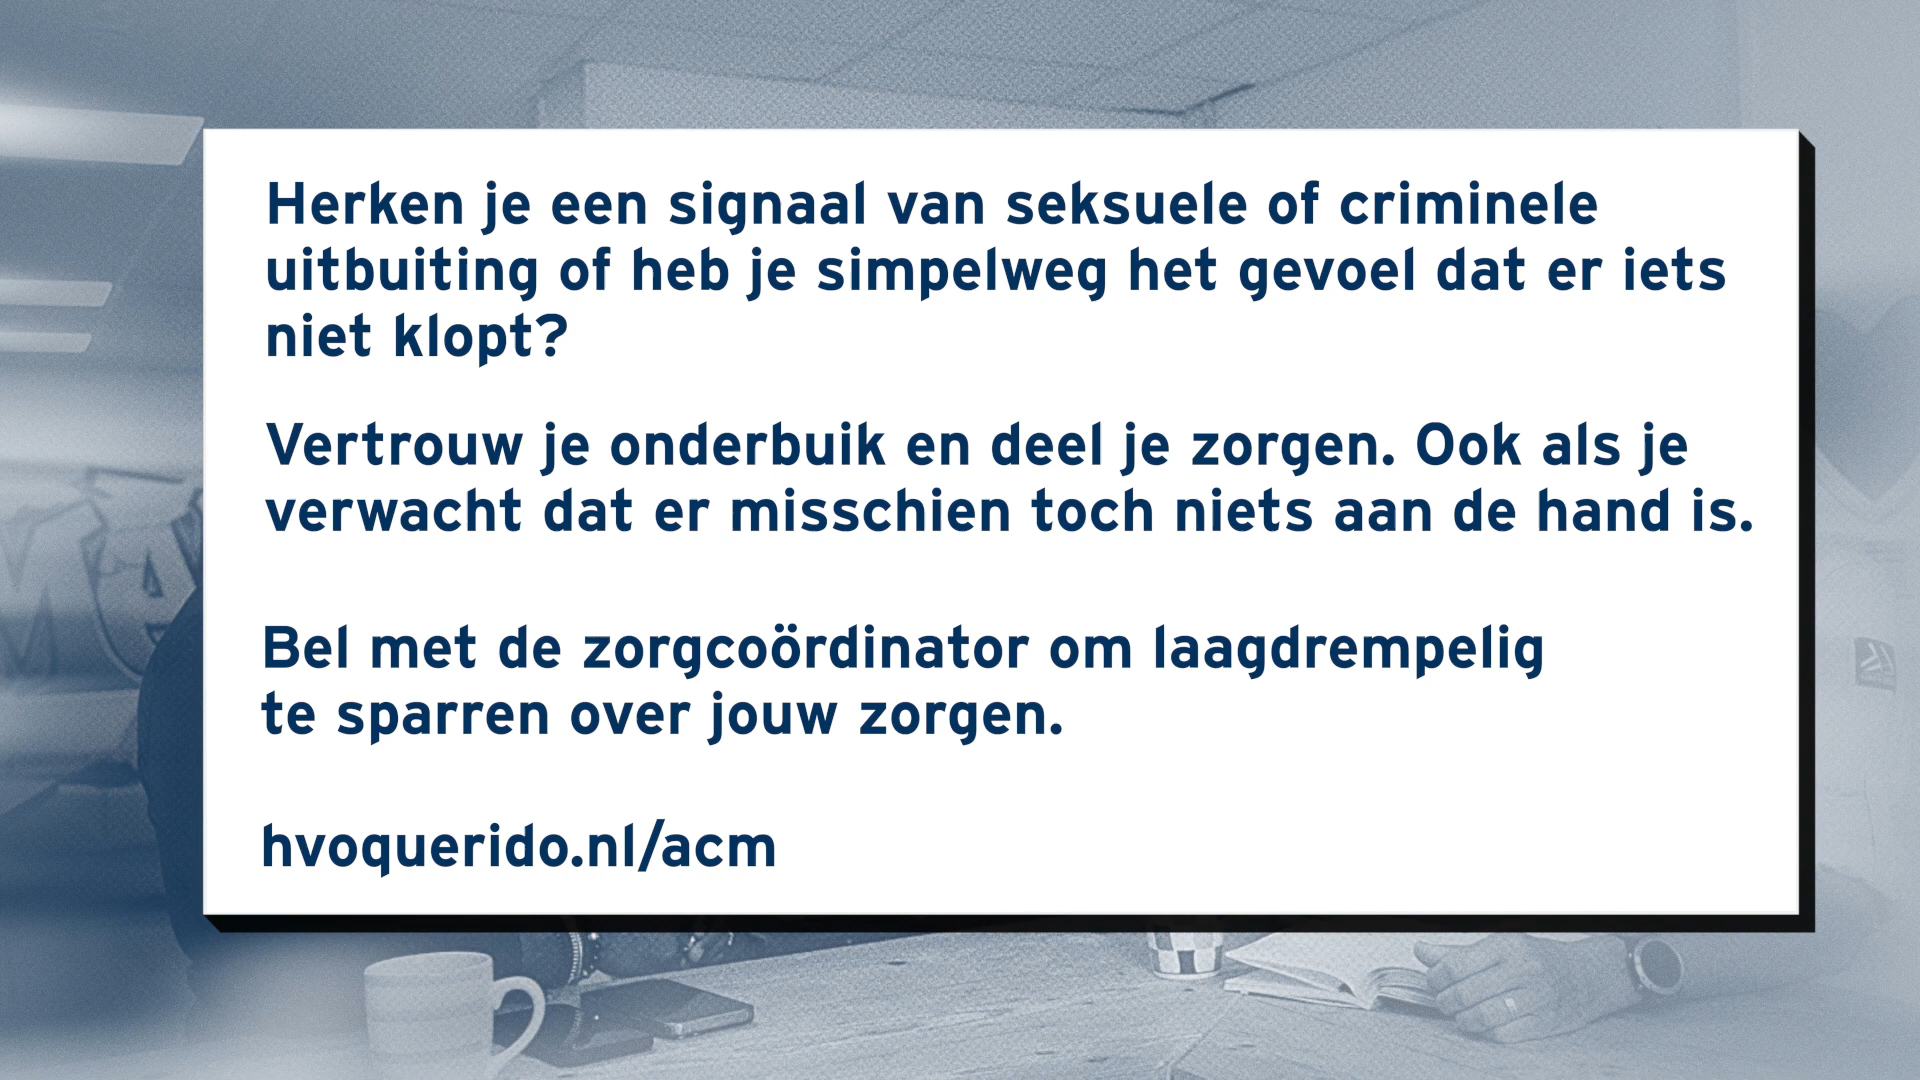 Herken je een signaal van seksuele of criminele
uitbuiting of heb je simpelweg het gevoel dat er iets
niet klopt?
Vertrouw je onderbuik en deel je zorgen. Ook als je
verwacht dat er misschien toch niets aan de hand is.
Bel met de zorgcoördinator om laagdrempelig
te sparren over jouw zorgen.
hvoquerido.nl/acm